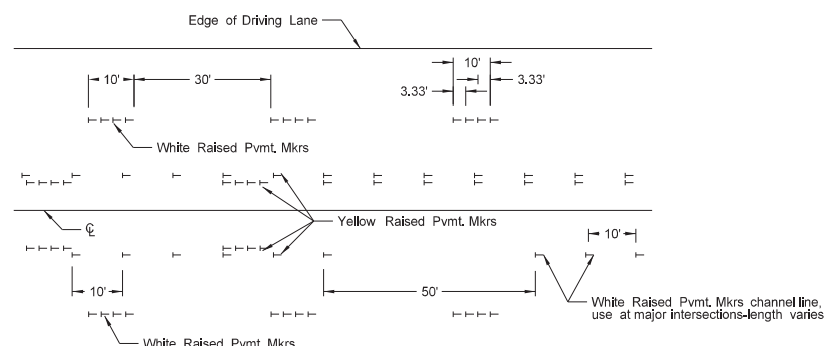 Edge of Driving Lane
10'
10'
30'
3.33'
3.33'
White Raised Pvmt. Mkrs
℄
Yellow Raised Pvmt. Mkrs
10'
10'
50'
White Raised Pvmt. Mkrs channel line,
use at major intersections-length varies
White Raised Pvmt. Mkrs